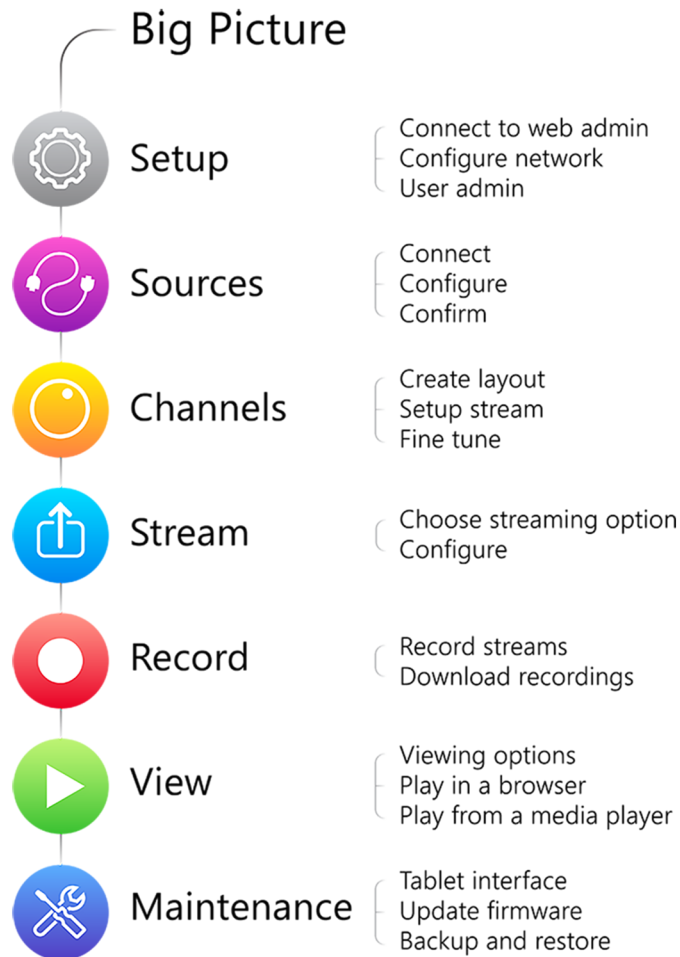 Big Picture
Setup
Connect to web admin
Configure network
User admin
Sources
Connect
Configure
Confirm
Channels
Create layout
Setup stream
Fine tune
Stream
Choose streaming option
Configure
Record
Record streams
Download recordings
View
Viewing options
Play in a browser
Play from a media player
Maintenance
Tablet interface
Update firmware
Backup and restore